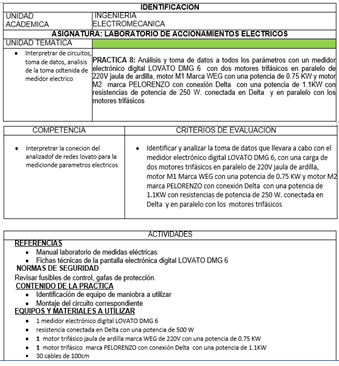 IDENTIFICACION
UNIDAD ACADEMICA
INGENIERIA ELECTROMECANICA
ASIGNATURA: LABORATORIO DE ACCIONAMIENTOS ELECTRICOS
UNIDAD TEMATICA
• Interpretrar de circuitos, toma de datos, analisis de la toma odtenida de medidor electrico
PRACTICA 8: Análisis y toma de datos a todos los parámetros con un medidor
electrónico digital LOVATO DMG 6 con dos motores trifásicos en paralelo de
220V jaula de ardilla, motor M1 Marca WEG con una potencia de 0.75 KW y motor
M2 marca PELORENZO con conexión Delta con una potencia de 1.1KW con
resistencias de potencia de 250 W. conectada en Delta y en paralelo con los
motores trifásicos
COMPETENCIA
CRITERIOS DE EVALUACION
• Interpretar la conecion del
analizadof de redes lovato para la
medicionde parametros electricos
• Identificar y analizar la toma de datos que llevara a cabo con el
medidor electrónico digital LOVATO DMG 6, con una carga de
dos motores trifásicos en paralelo de 220V jaula de ardilla,
motor M1 Marca WEG con una potencia de 0.75 KW y motor M2
marca PELORENZO con conexión Delta con una potencia de
1.1KW con resistencias de potencia de 250 W. conectada en
Delta y en paralelo con los motores trifásicos
ACTIVIDADES
REFERENCIAS
• Manual laboratorio de medidas eléctricas
• Fichas técnicas de la pantalla electrónica digital LOVATO DMG 6
NORMAS DE SEGURIDAD
Revisar fusibles de control, gafas de protección.
CONTENIDO DE LA PRACTICA
• Identificación de equipo de maniobra a utilizar
• Montaje del circuito correspondiente
EQUIPOS Y MATERIALES A UTILIZAR
• 1 medidor electrónico digital LOVATO DMG 6
• resistencia conectada en Delta con una potencia de 500 W
• 1 motor trifásico jaula de ardilla marca WEG de 220V con una potencia de 0.75 KW
• 1 motor trifásico marca PELORENZO con conexión Delta con una potencia de 1.1KW
• 30 cables de 100cm